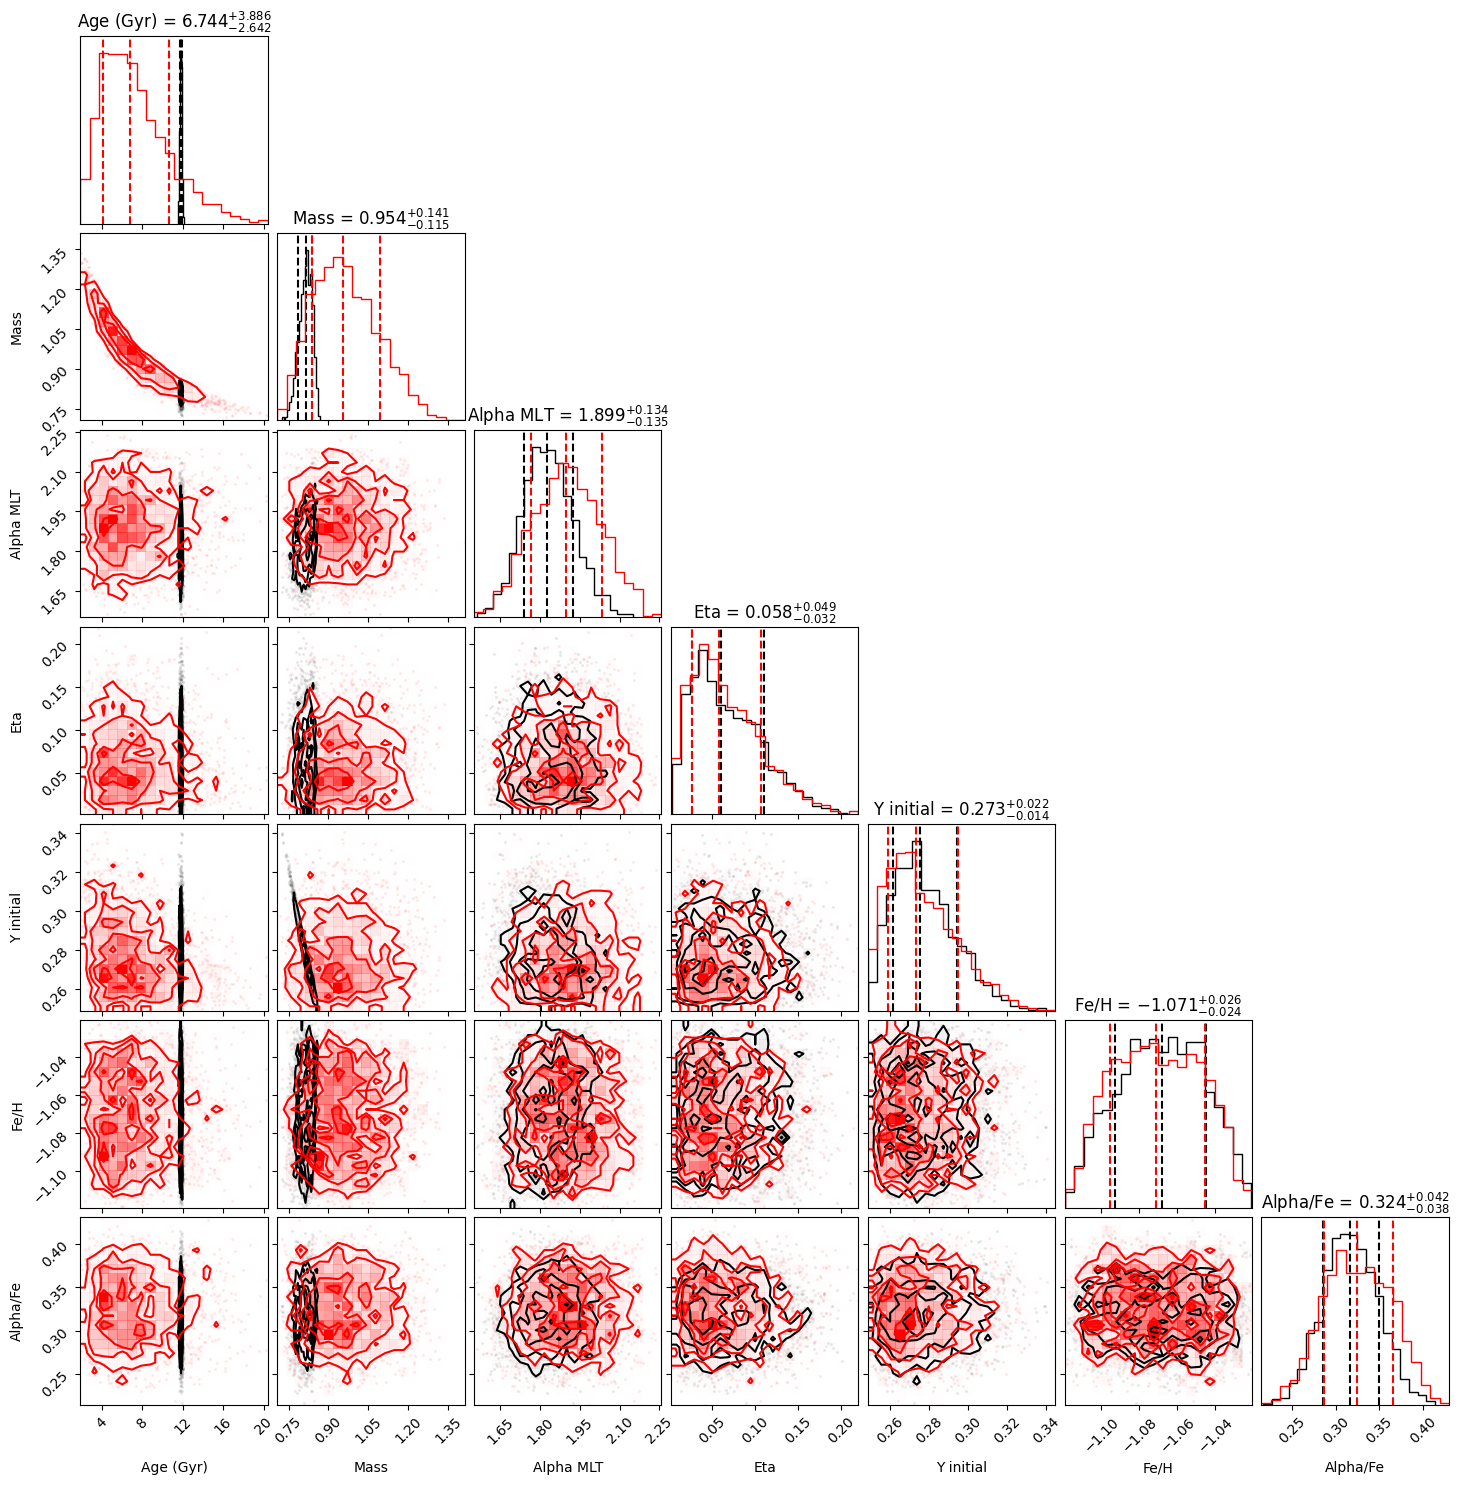 Age (Gyr) = 6.744+3.886 −2.642
Mass = 0.954+0.141 −0.115
1.35
1.20
1.05
0.90
0.75
Mass
Alpha MLT = 1.899+0.134 −0.135
2.25
2.10
1.95
1.80
1.65
Alpha MLT
Eta = 0.058+0.049 −0.032
0.20
0.15
0.10
0.05
Eta
Y initial = 0.273+0.022 −0.014
0.34
0.32
0.30
0.28
0.26
Y initial
Fe/H = −1.071+0.026 −0.024
−1.04
−1.06
−1.08
−1.10
Fe/H
Alpha/Fe = 0.324+0.042 −0.038
0.40
0.35
0.30
0.25
Alpha/Fe
4 8 12 16 20 0.75 0.90 1.05 1.20 1.35 1.65 1.80 1.95 2.10 2.25 0.05 0.10 0.15 0.20 0.26 0.28 0.30 0.32 0.34 −1.10 −1.08 −1.06 −1.04 0.25 0.30 0.35 0.40
Age (Gyr) Mass Alpha MLT Eta Y initial Fe/H Alpha/Fe